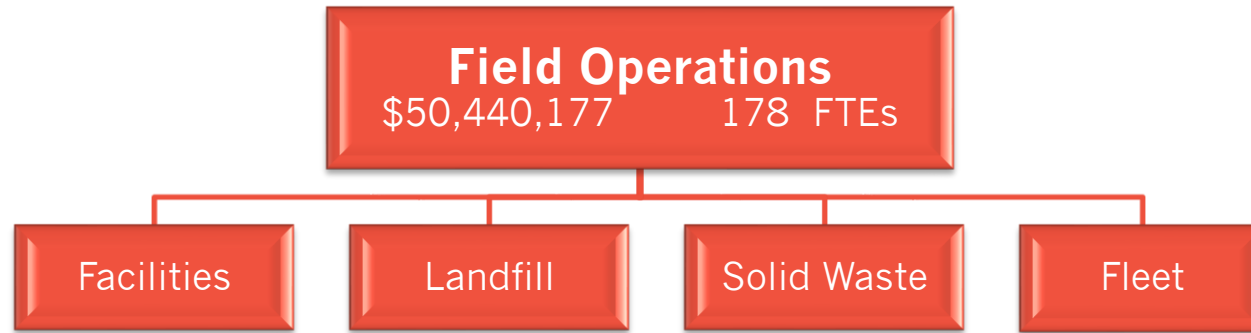 Field Operations
$50,440,177 178 FTEs
Facilities
Landfill
Solid Waste
Fleet